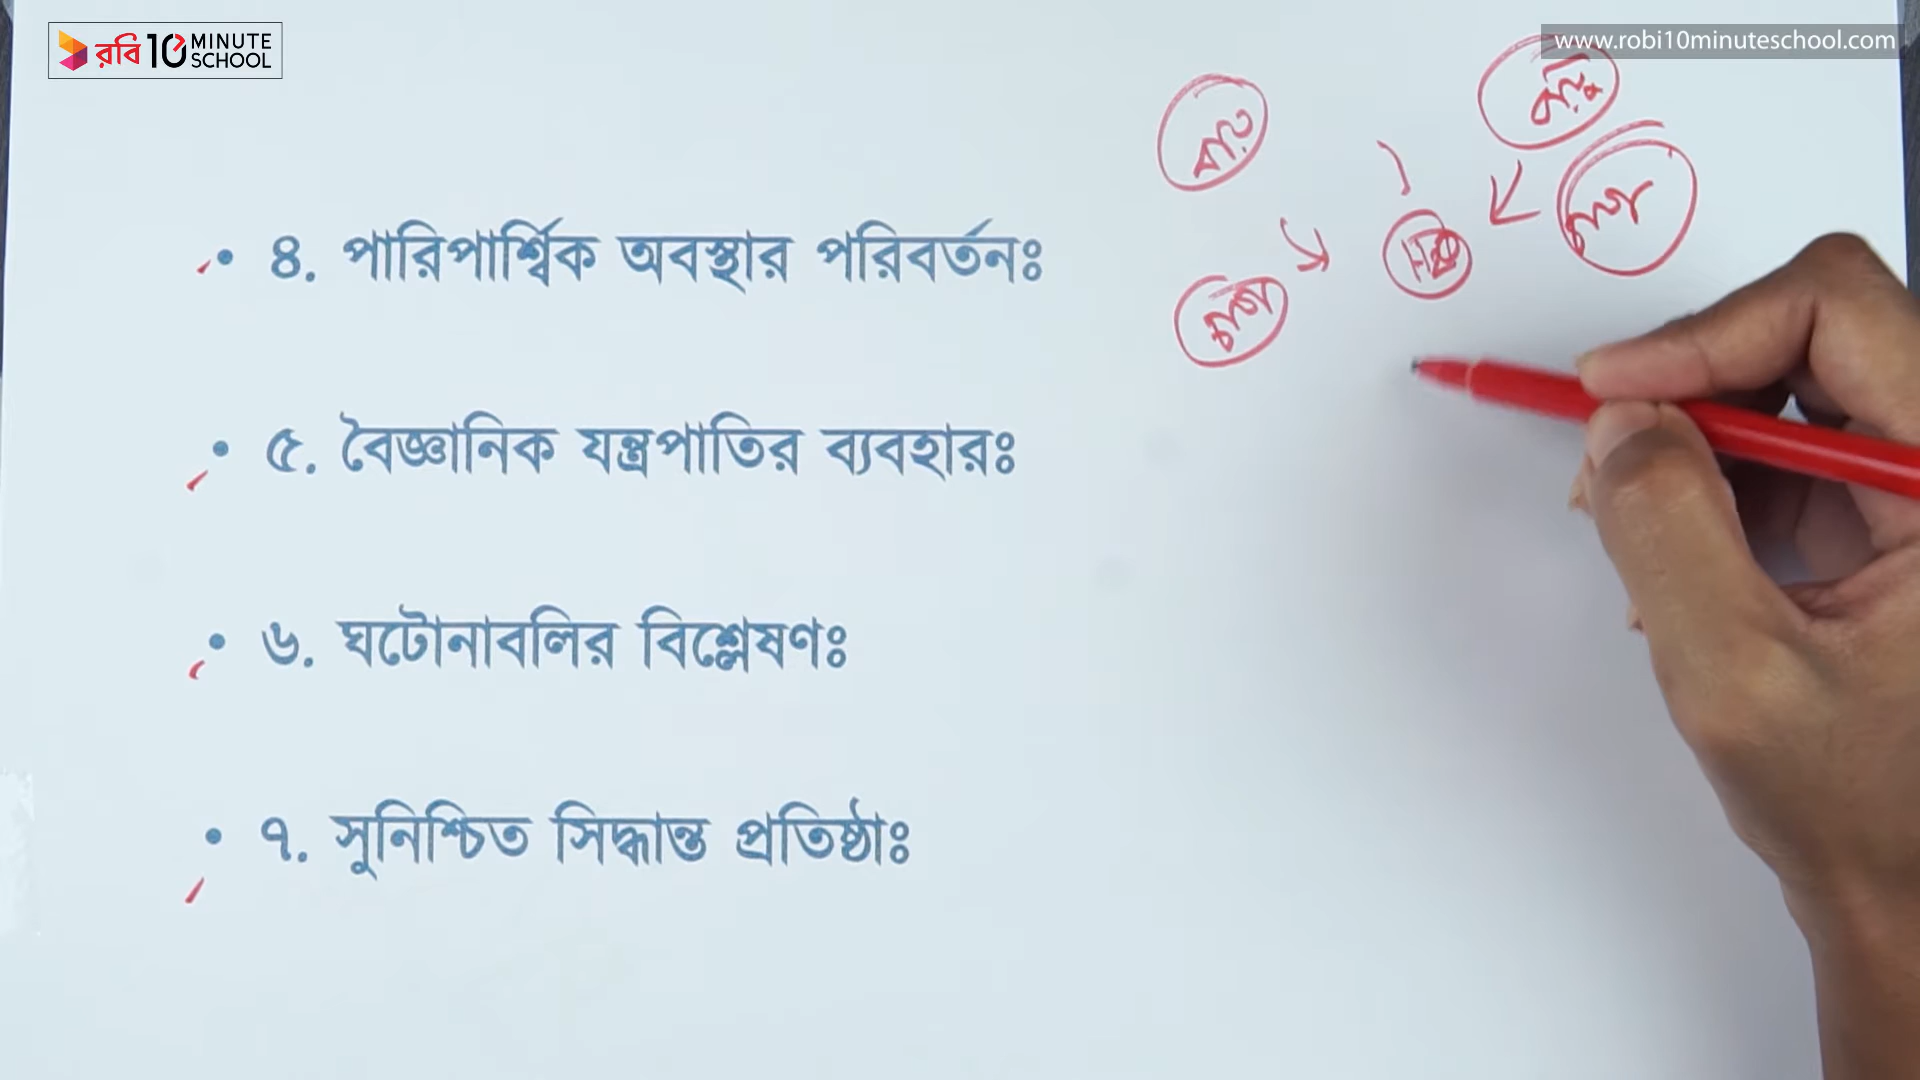 রবি 10 MINUTE SCHOOL
www.robi10minuteschool.com
বায়ু
চাপ
চাপ
• ৪. পারিপার্শ্বিক অবস্থার পরিবর্তনঃ
• ৫. বৈজ্ঞানিক যন্ত্রপাতির ব্যবহারঃ
• ৬. ঘটোনাবলির বিশ্লেষণঃ
• ৭. সুনিশ্চিত সিদ্ধান্ত প্রতিষ্ঠাঃ